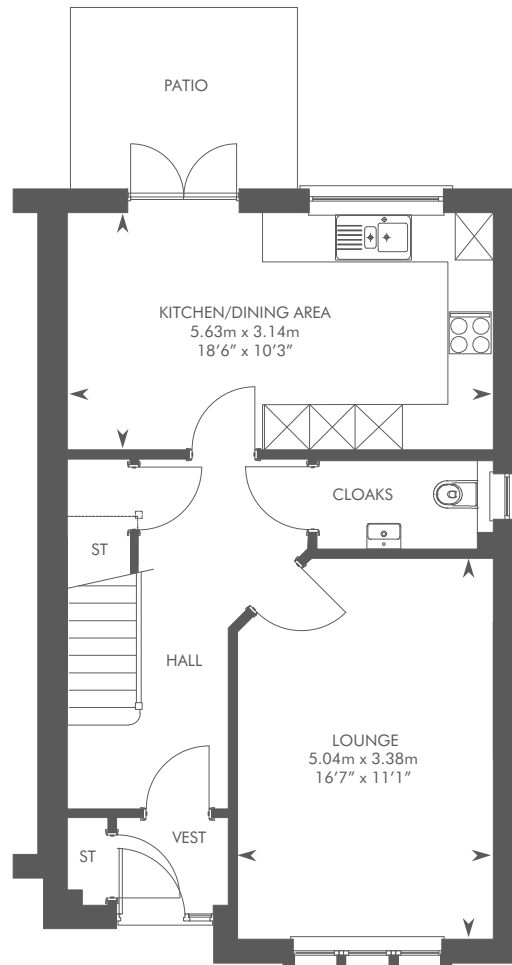 PATIO
KITCHEN/DINING AREA
5.63m x 3.14m
18’6” x 10’3”
CLOAKS
ST
HALL
LOUNGE
5.04m x 3.38m
16’7” x 11’1”
VEST
ST